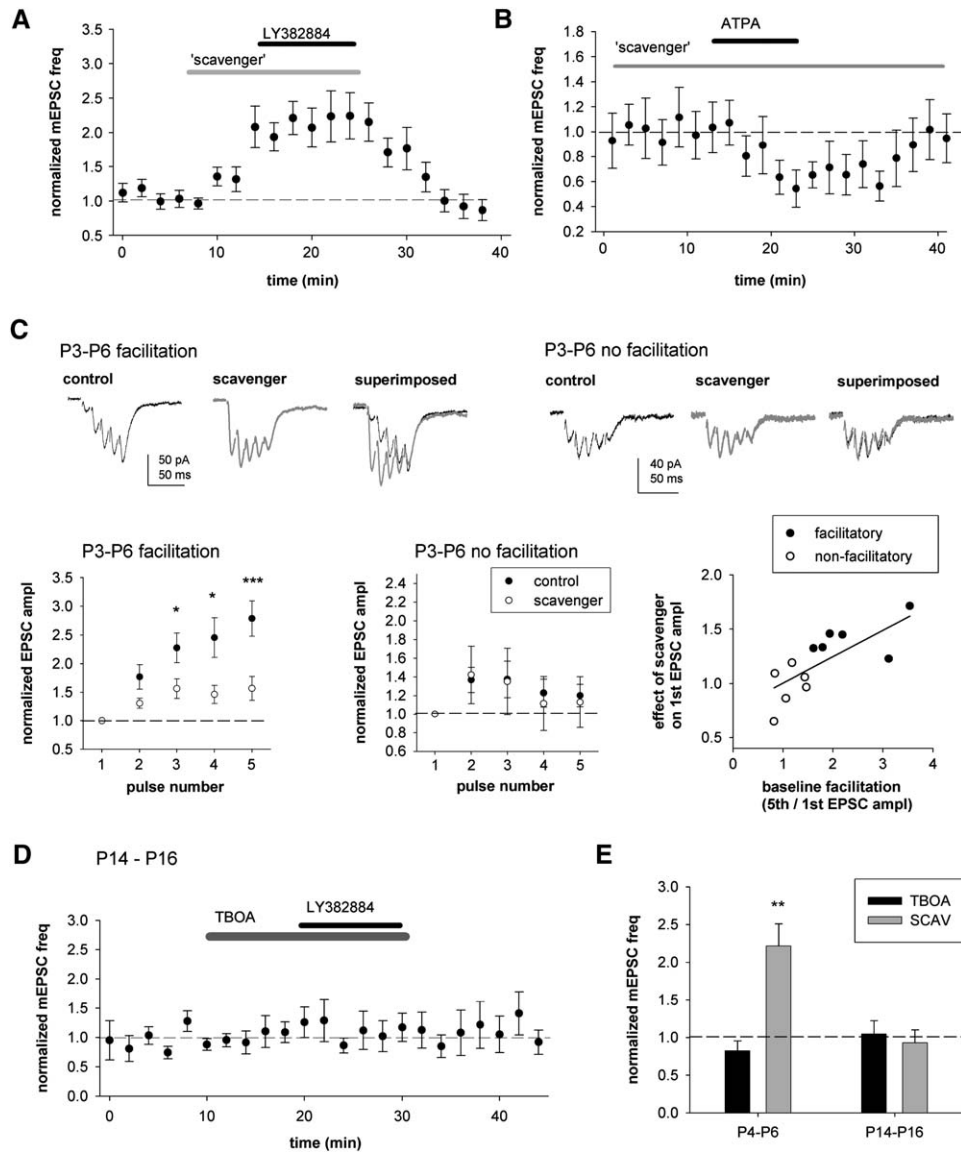 A
LY382884
'scavenger'
normalized mEPSC freq
3.5
3.0
2.5
2.0
1.5
1.0
0.5
0 10 20 30 40
time (min)
B
ATPA
'scavenger'
normalized mEPSC freq
1.8
1.6
1.4
1.2
1.0
0.8
0.6
0.4
0.2
0 10 20 30 40
time (min)
C
P3-P6 facilitation
control scavenger superimposed
50 pA
50 ms
P3-P6 no facilitation
control scavenger superimposed
40 pA
50 ms
P3-P6 facilitation
normalized EPSC ampl
3.5
3.0
2.5
2.0
1.5
1.0
0.5
* * ***
1 2 3 4 5
pulse number
P3-P6 no facilitation
control
scavenger
normalized EPSC ampl
2.4
2.2
2.0
1.8
1.6
1.4
1.2
1.0
0.8
0.6
1 2 3 4 5
pulse number
facilitatory
non-facilitatory
effect of scavenger
on 1st EPSC ampl
2.0
1.5
1.0
0.5
0 1 2 3 4
baseline facilitation
(5th / 1st EPSC ampl)
D
P14 - P16
TBOA
LY382884
normalized mEPSC freq
3.0
2.5
2.0
1.5
1.0
0.5
0.0
0 10 20 30 40
time (min)
E
TBOA
SCAV
**
normalized mEPSC freq
3.0
2.5
2.0
1.5
1.0
0.5
0.0
P4-P6 P14-P16